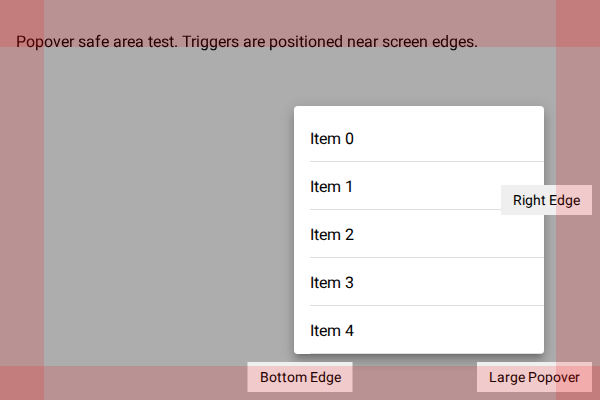 Popover safe area test. Triggers are positioned near screen edges.
Item 0
Item 1
Right Edge
Item 2
Item 3
Item 4
Bottom Edge
Large Popover